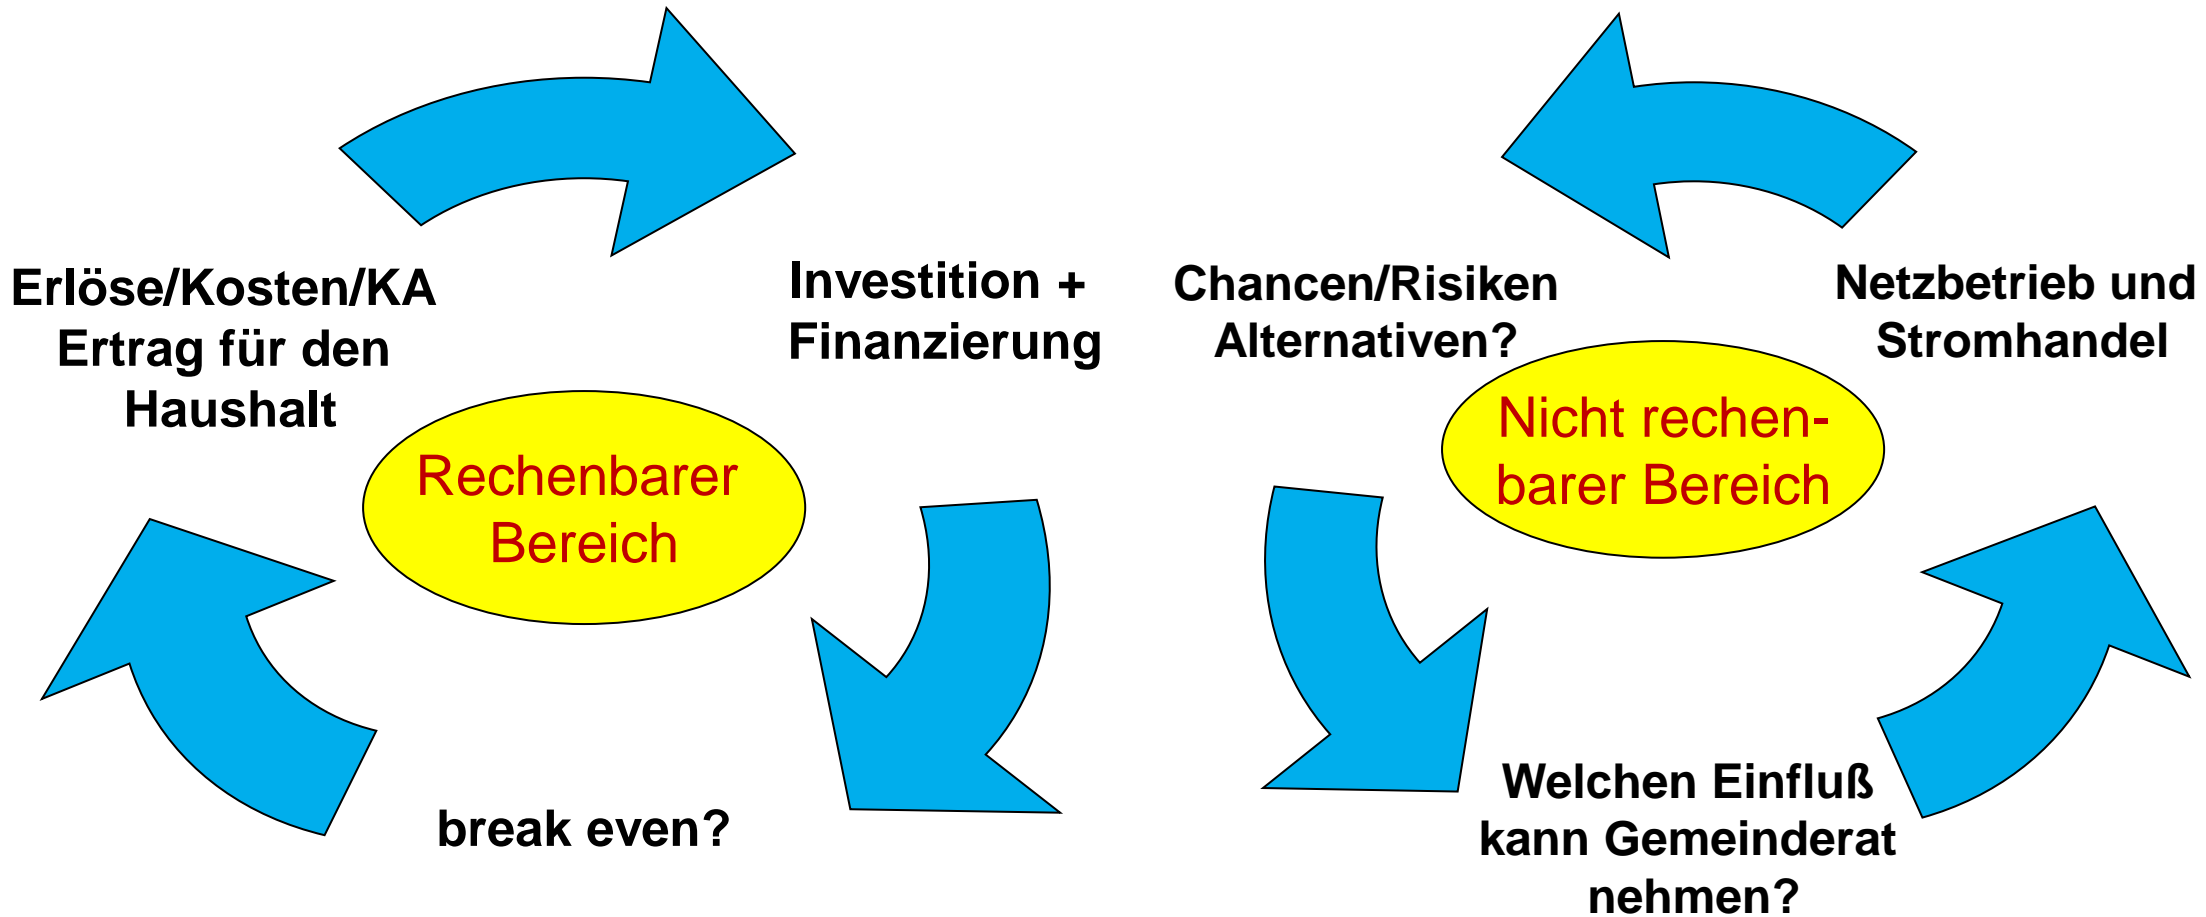 Erlöse/Kosten/KA
Ertrag für den
Haushalt
Investition +
Finanzierung
Rechenbarer
Bereich
break even?
Chancen/Risiken
Alternativen?
Netzbetrieb und
Stromhandel
Nicht rechen-
barer Bereich
Welchen Einfluß
kann Gemeinderat
nehmen?